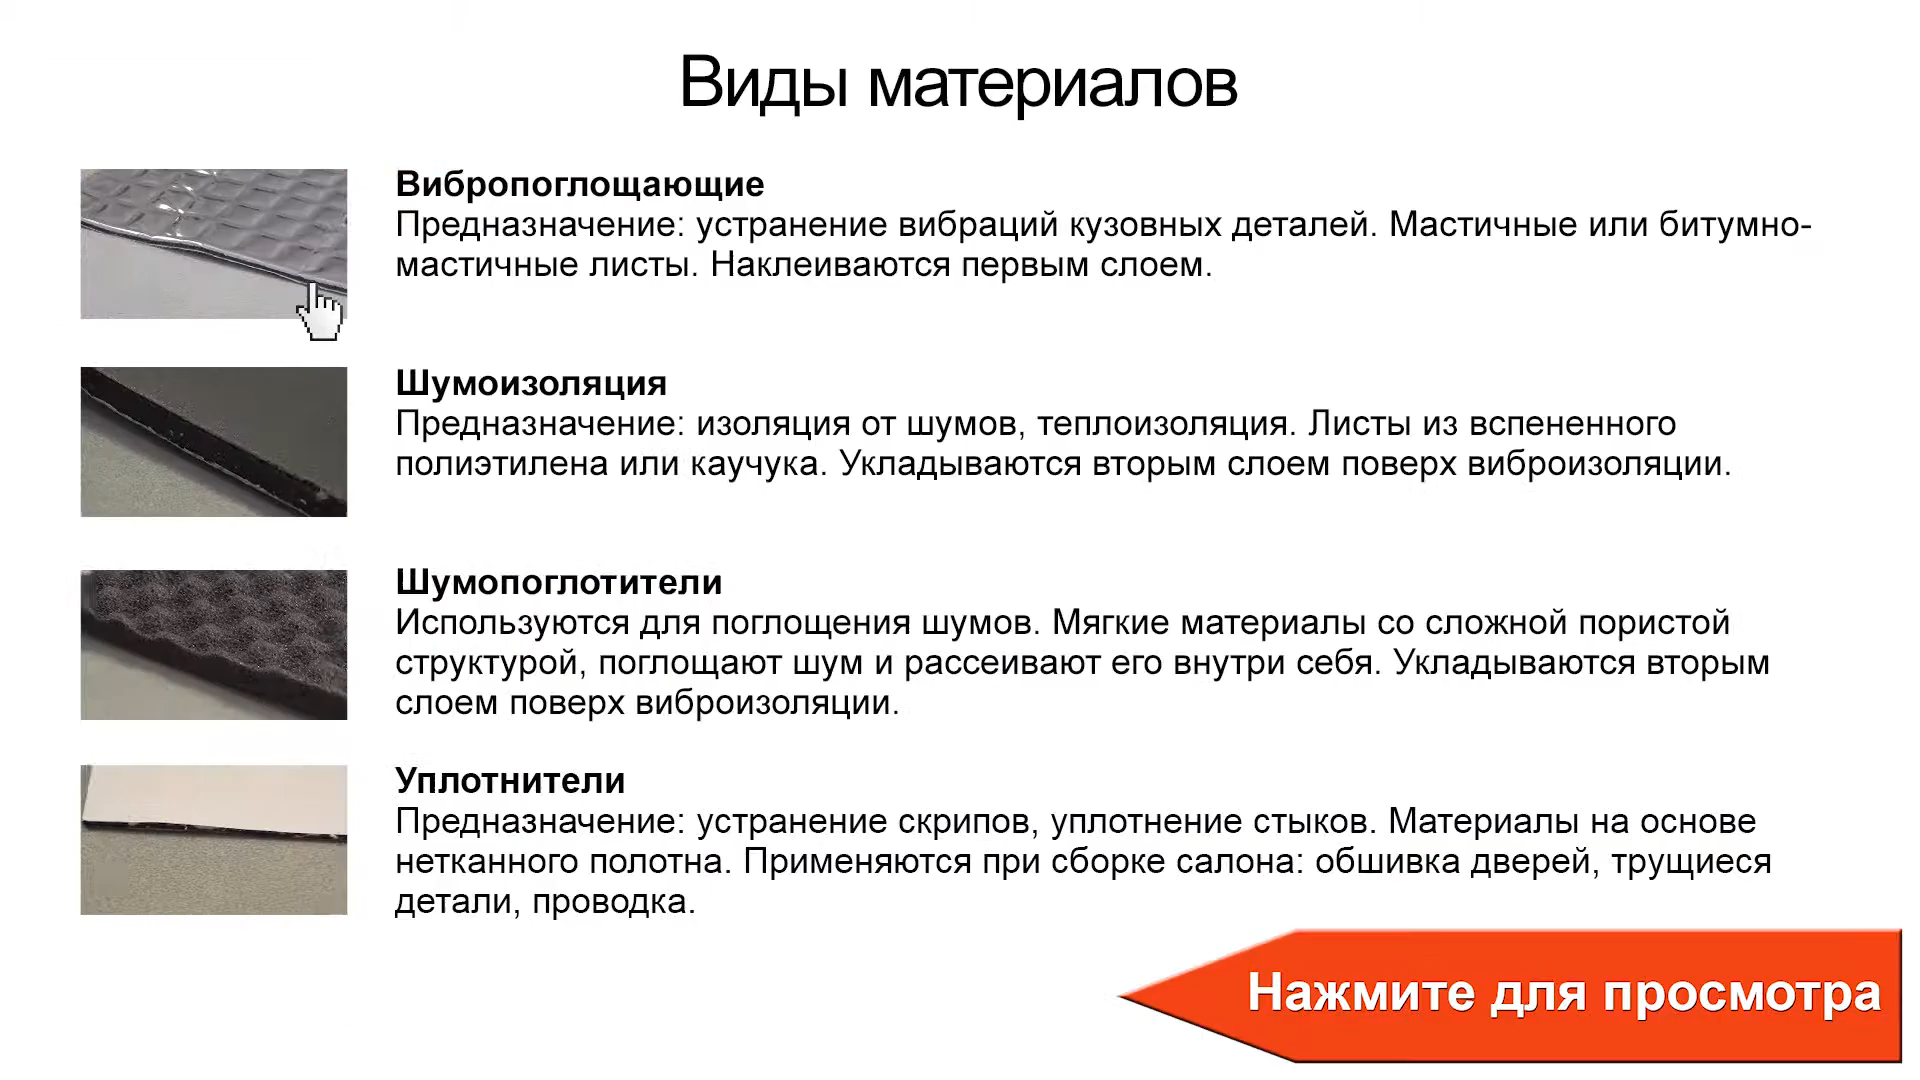 Виды материалов
Вибропоглощающие
Предназначение: устранение вибраций кузовных деталей. Мастичные или битумно-
мастичные листы. Наклеиваются первым слоем.
Шумоизоляция
Предназначение: изоляция от шумов, теплоизоляция. Листы из вспененного
полиэтилена или каучука. Укладываются вторым слоем поверх виброизоляции.
Шумопоглотители
Используются для поглощения шумов. Мягкие материалы со сложной пористой
структурой, поглощают шум и рассеивают его внутри себя. Укладываются вторым
слоем поверх виброизоляции.
Уплотнители
Предназначение: устранение скрипов, уплотнение стыков. Материалы на основе
нетканного полотна. Применяются при сборке салона: обшивка дверей, трущиеся
детали, проводка.
Нажмите для просмотра